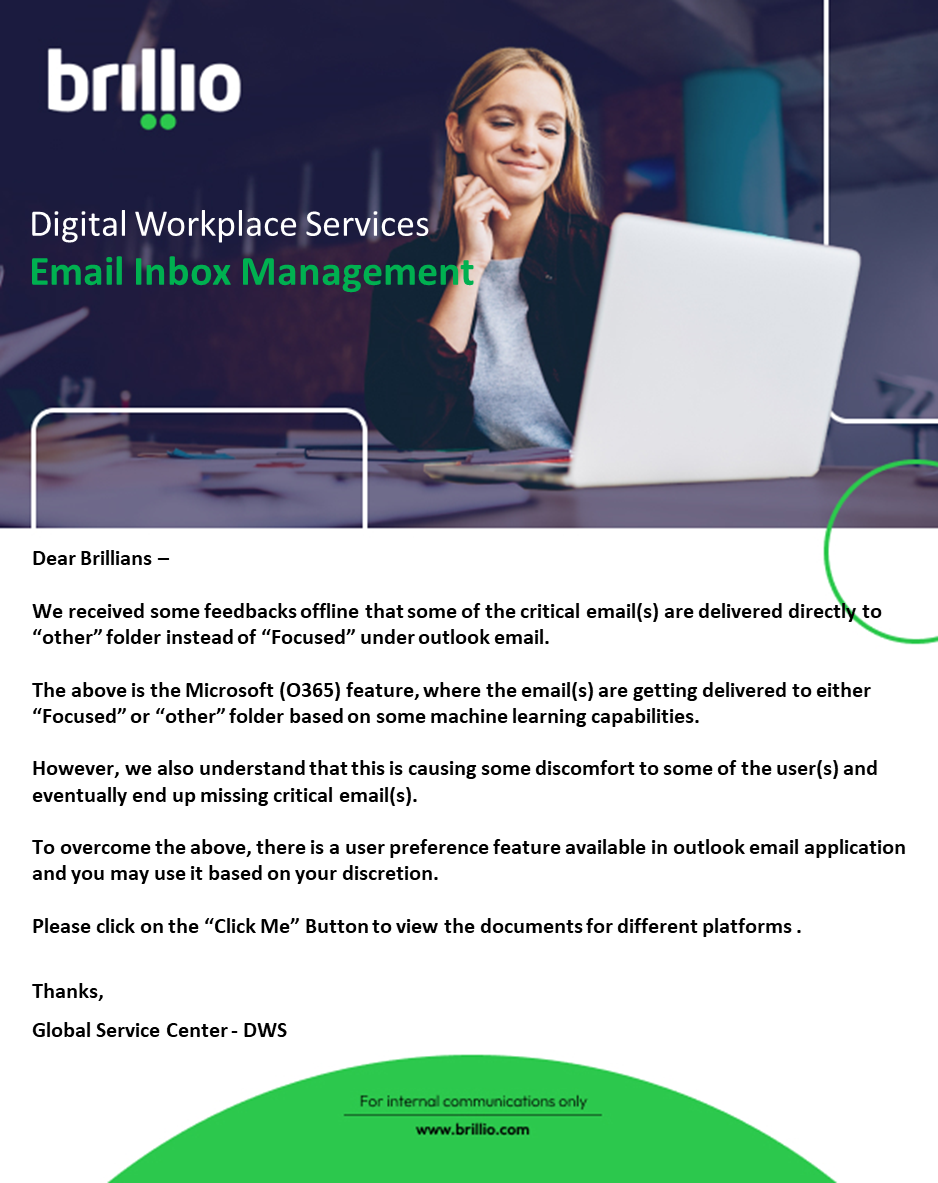 brillio
Digital Workplace Services
Email Inbox Management
Dear Brillians –
We received some feedbacks offline that some of the critical email(s) are delivered directly to
“other” folder instead of “Focused” under outlook email.
The above is the Microsoft (O365) feature, where the email(s) are getting delivered to either
“Focused” or “other” folder based on some machine learning capabilities.
However, we also understand that this is causing some discomfort to some of the user(s) and
eventually end up missing critical email(s).
To overcome the above, there is a user preference feature available in outlook email application
and you may use it based on your discretion.
Please click on the “Click Me” Button to view the documents for different platforms .
Thanks,
Global Service Center - DWS
For internal communications only
www.brillio.com